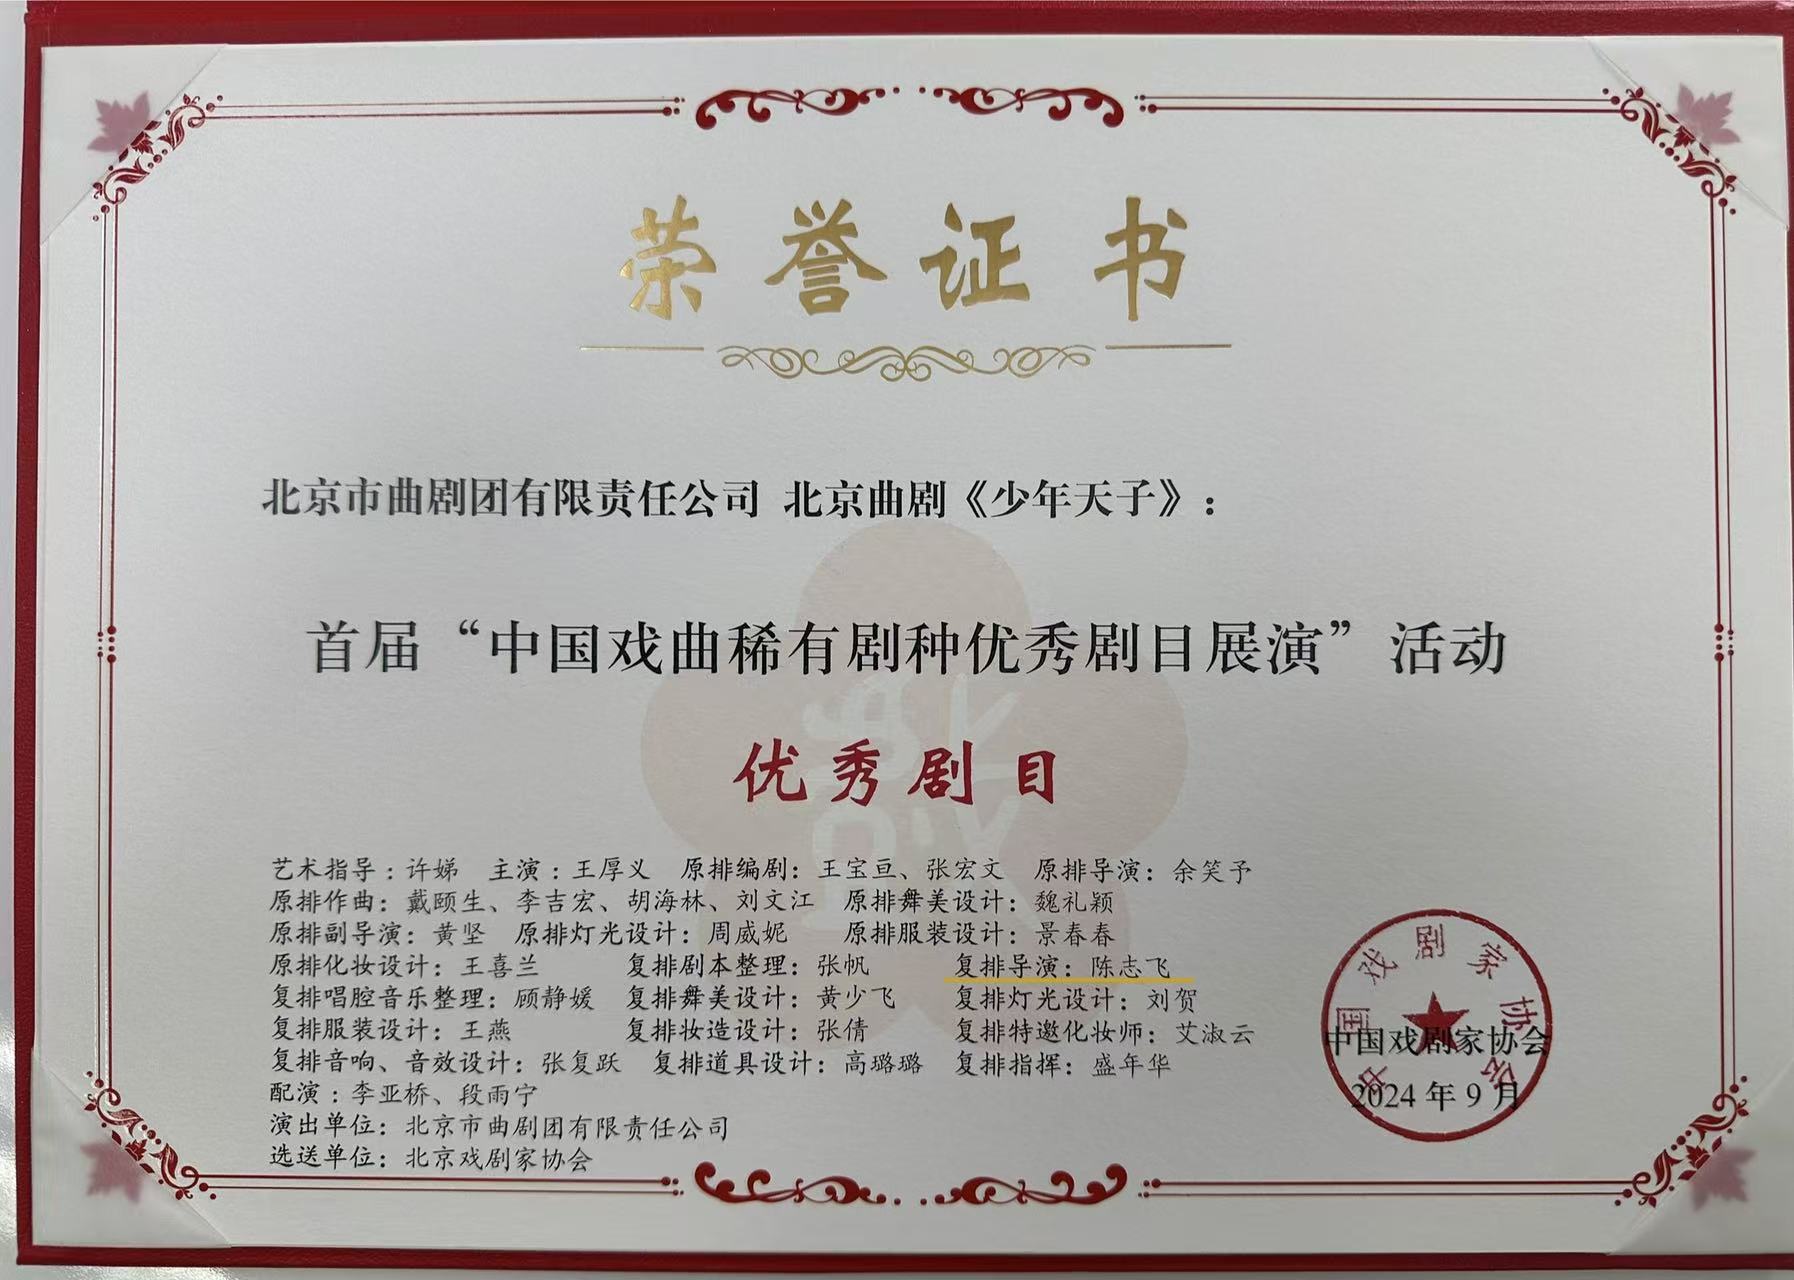 荣誉证书
北京市曲剧团有限责任公司 北京曲剧《少年天子》:
首届“中国戏曲稀有剧种优秀剧目展演”活动
优秀剧目
艺术指导：许娣 主演：王厚义 原排编剧：王宝亘、张宏文 原排导演：余笑予
原排作曲：戴颐生、李吉宏、胡海林、刘文江 原排舞美设计：魏礼颖
原排副导演：黄坚 原排灯光设计：周威妮 原排服装设计：景春春
原排化妆设计：王喜兰 复排剧本整理：张帆 复排导演：陈志飞
复排唱腔音乐整理：顾静媛 复排舞美设计：黄少飞 复排灯光设计：刘贺
复排服装设计：王燕 复排妆造设计：张倩 复排特邀化妆师：艾淑云
复排音响、音效设计：张复跃 复排道具设计：高璐璐 复排指挥：盛年华
配演：李亚桥、段雨宁
演出单位：北京市曲剧团有限责任公司
选送单位：北京戏剧家协会
中国戏剧家协会
中国戏剧家协会
2024年9月